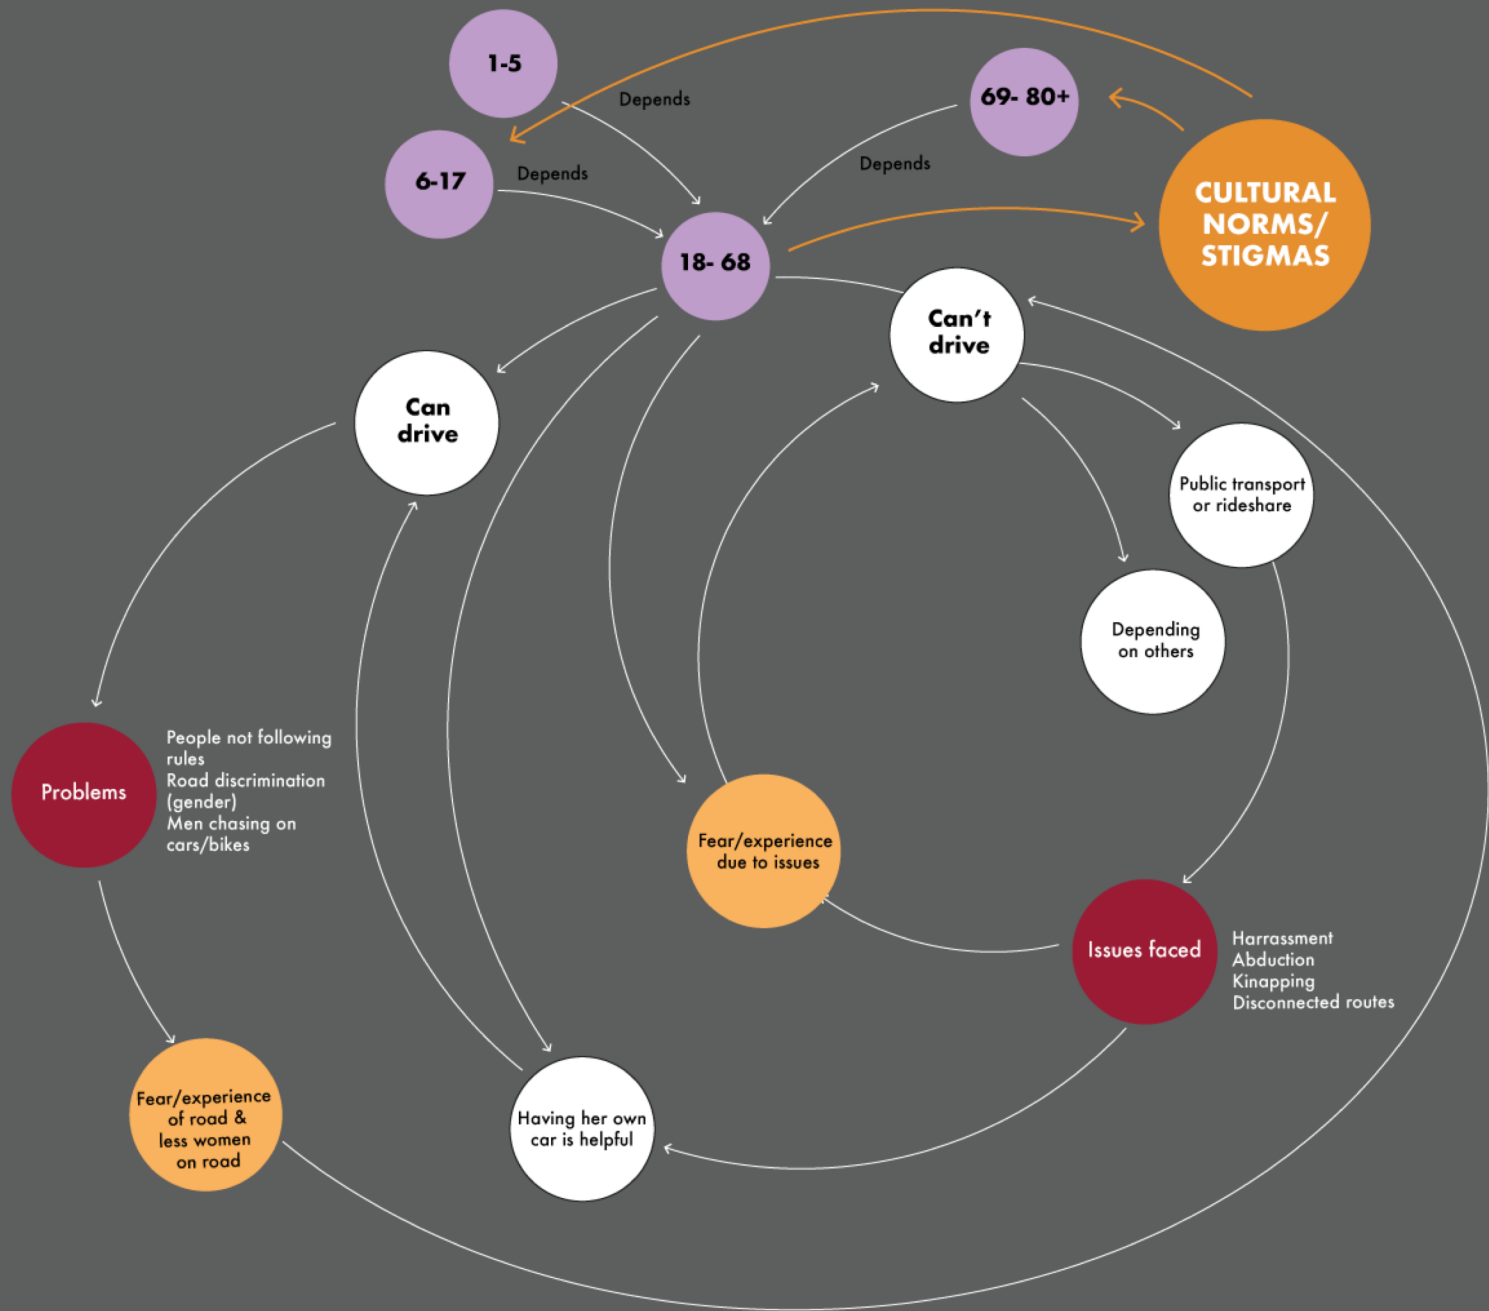 1-5
Depends
69- 80+
6-17
Depends
Depends
CULTURAL
NORMS/
STIGMAS
18- 68
Can't
drive
Can
drive
Public transport
or rideshare
Depending
on others
Problems
People not following
rules
Road discrimination
(gender)
Men chasing on
cars/bikes
Fear/experience
due to issues
Issues faced
Harrassment
Abduction
Kinapping
Disconnected routes
Fear/experience
of road &
less women
on road
Having her own
car is helpful